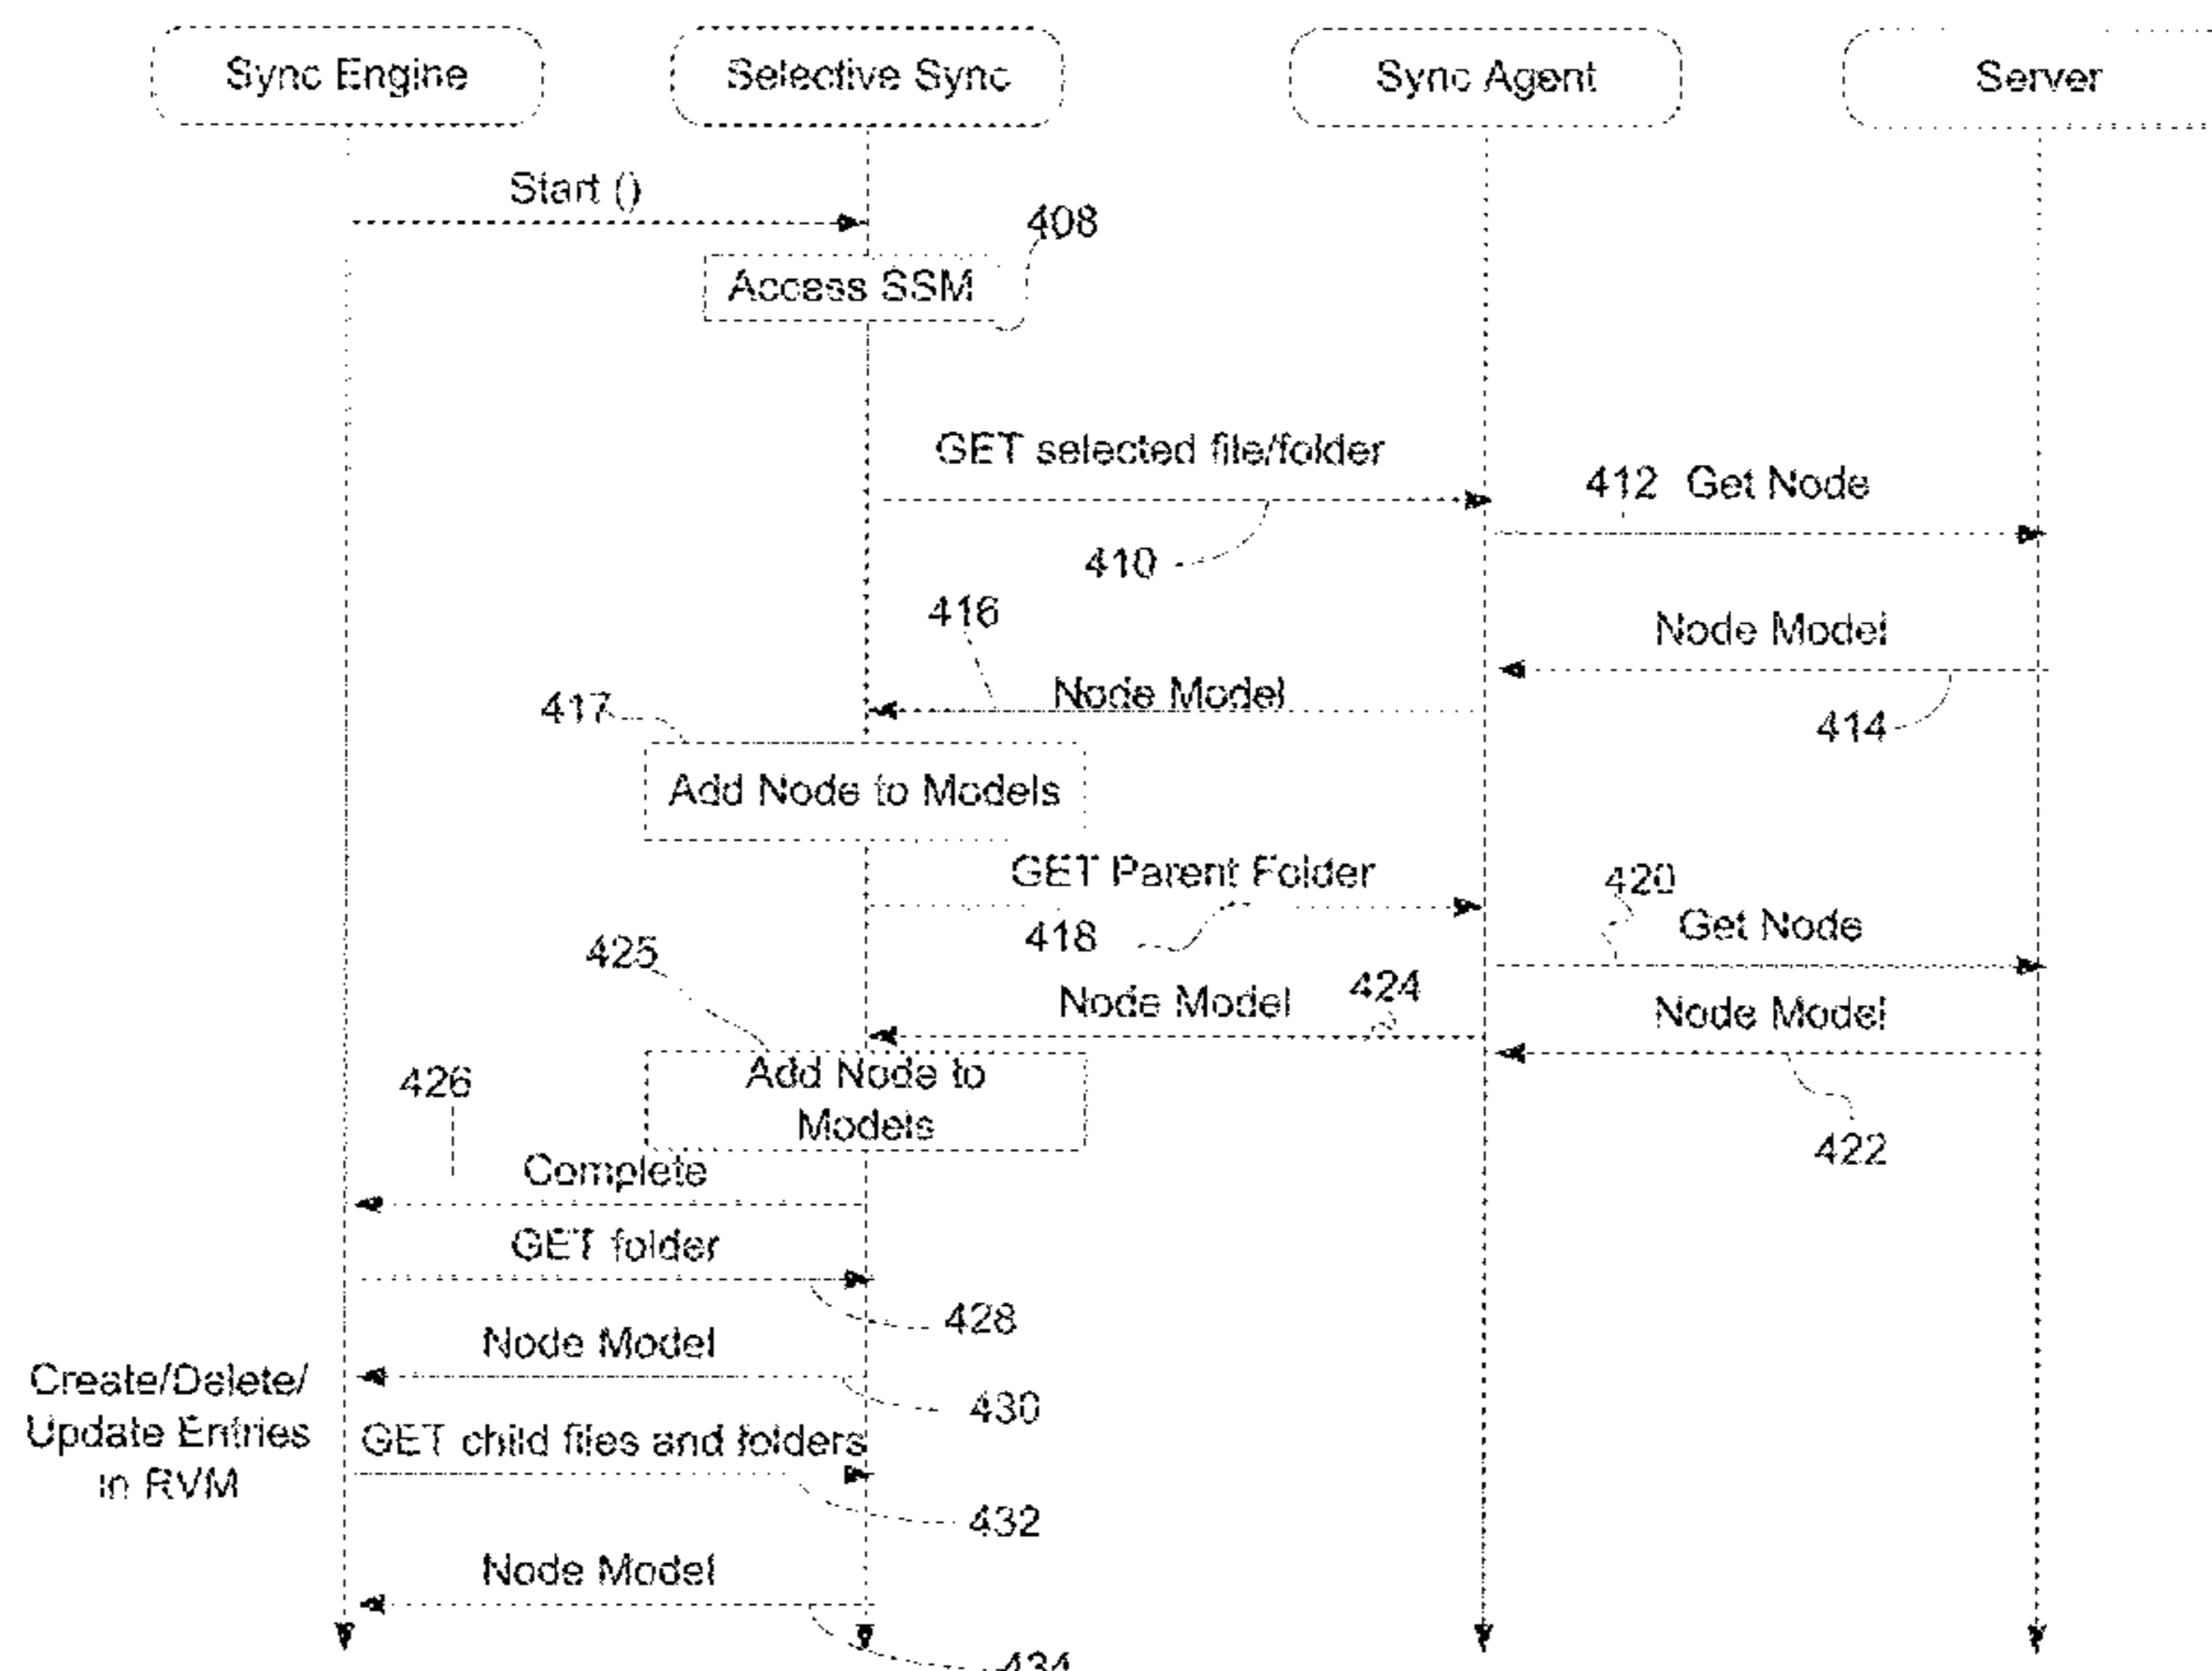 Sync Engine
Selective Sync
Sync Agent
Server
Start ()
408
Access SSM
GET selected file/folder
412 Get Node
410
416
Node Model
Node Model
417
414
Add Node to Models
GET Parent Folder
420
418
Get Node
425
424
Node Model
Node Model
Add Node to
Models
426
422
Complete
GET folder
428
Node Model
430
Create/Delete/
Update Entries
in RVM
GET child files and folders
432
Node Model
434